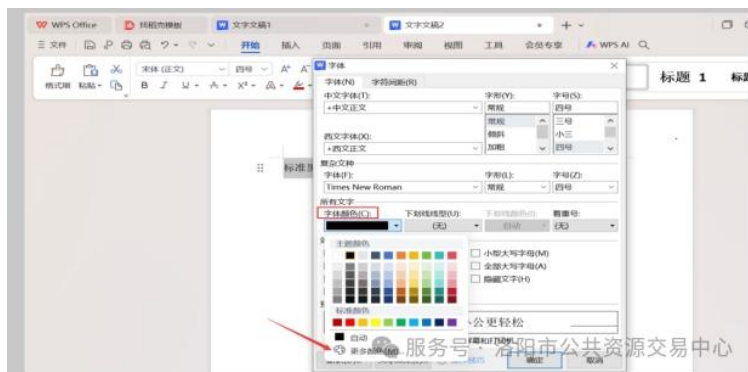 WPS Office 找稻壳模板 文字文稿1 文字文稿2
文件 开始 插入 页面 引用 审阅 视图 工具 会员专享 WPS AI
格式刷 粘贴 宋体 (正文) 四号 标题 1
字体
字体(N) 字符间距(R)
中文字体(T): 字形(Y): 字号(S):
+中文正文 常规 四号
常规 三号
倾斜 小三
西文字体(X): 加粗 四号
+西文正文
复杂文种
字体(F): 字形(L): 字号(Z):
Times New Roman 常规 四号
所有文字
字体颜色(C): 下划线线型(U): 下划线颜色(I): 着重号:
(无) 自动 (无)
主题颜色
小型大写字母(M)
全部大写字母(A)
隐藏文字(H)
标准颜色
公更轻松
自动
更多颜色(M)...
服务号 洛阳市公共资源交易中心
确定 取消